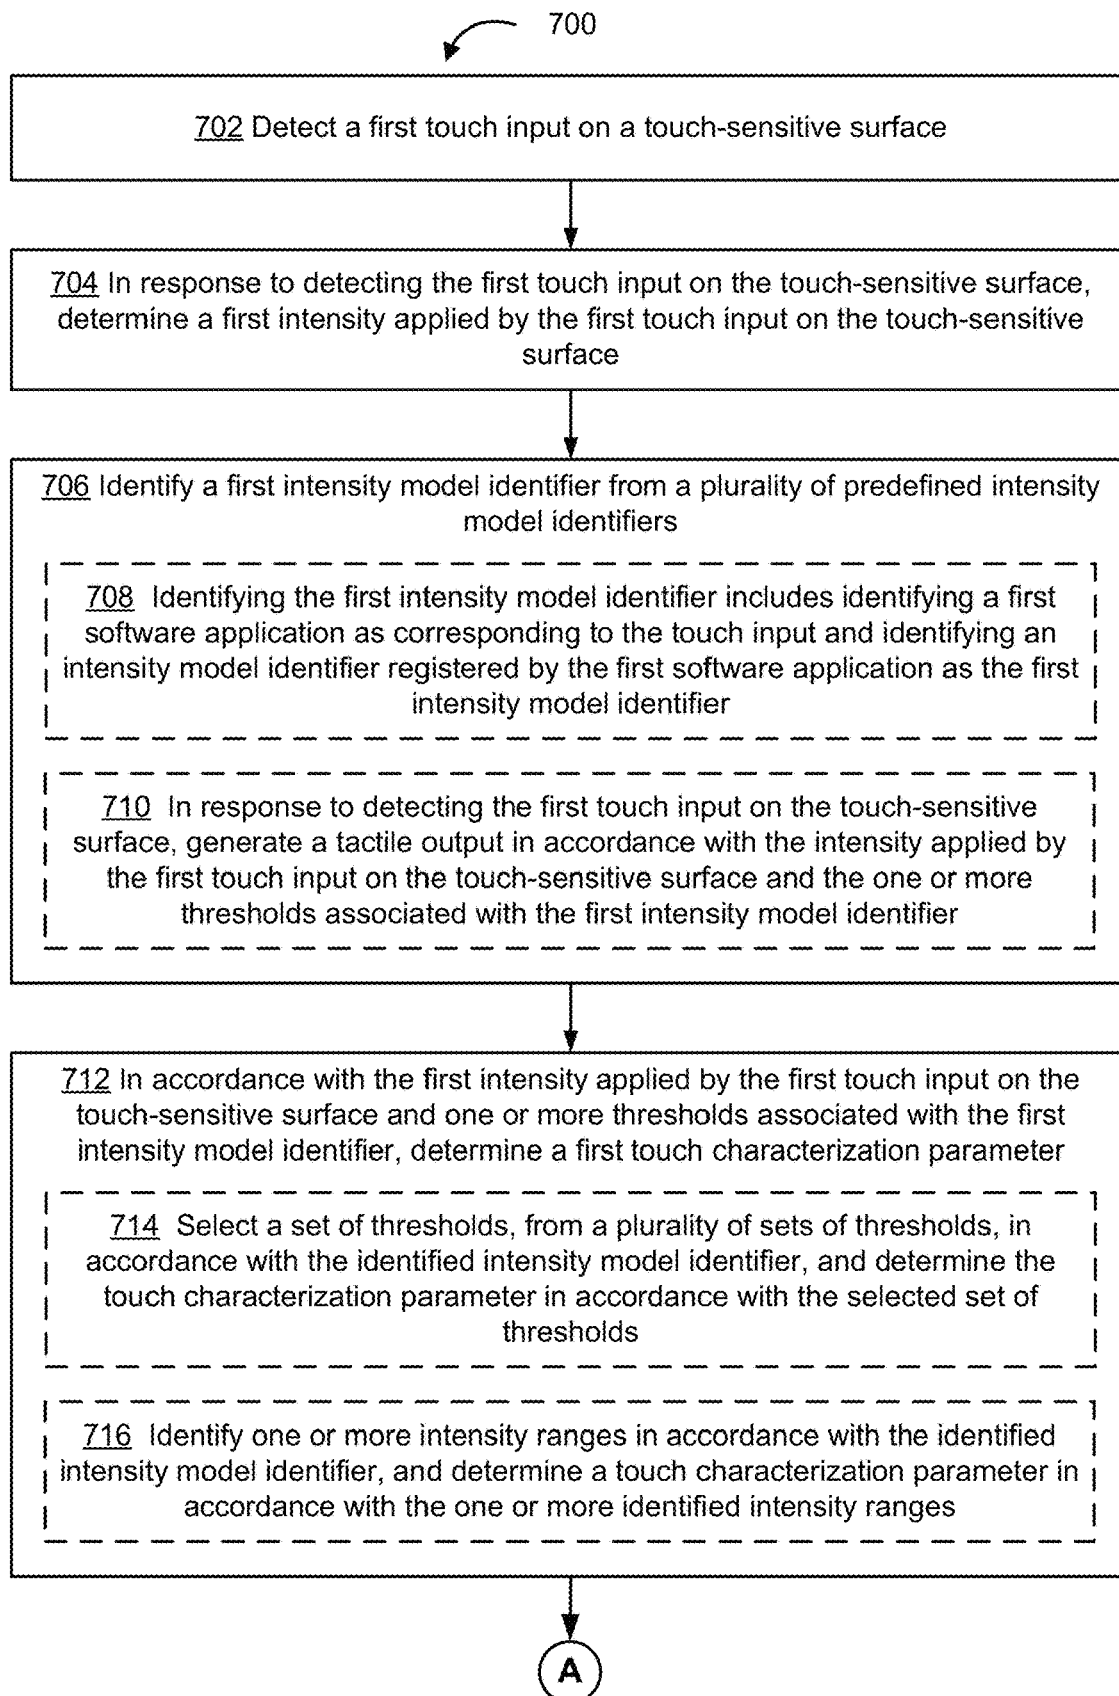 700
702 Detect a first touch input on a touch-sensitive surface
704 In response to detecting the first touch input on the touch-sensitive surface,
determine a first intensity applied by the first touch input on the touch-sensitive
surface
706 Identify a first intensity model identifier from a plurality of predefined intensity
model identifiers
708 Identifying the first intensity model identifier includes identifying a first
software application as corresponding to the touch input and identifying an
intensity model identifier registered by the first software application as the first
intensity model identifier
710 In response to detecting the first touch input on the touch-sensitive
surface, generate a tactile output in accordance with the intensity applied by
the first touch input on the touch-sensitive surface and the one or more
thresholds associated with the first intensity model identifier
712 In accordance with the first intensity applied by the first touch input on the
touch-sensitive surface and one or more thresholds associated with the first
intensity model identifier, determine a first touch characterization parameter
714 Select a set of thresholds, from a plurality of sets of thresholds, in
accordance with the identified intensity model identifier, and determine the
touch characterization parameter in accordance with the selected set of
thresholds
716 Identify one or more intensity ranges in accordance with the identified
intensity model identifier, and determine a touch characterization parameter in
accordance with the one or more identified intensity ranges
A